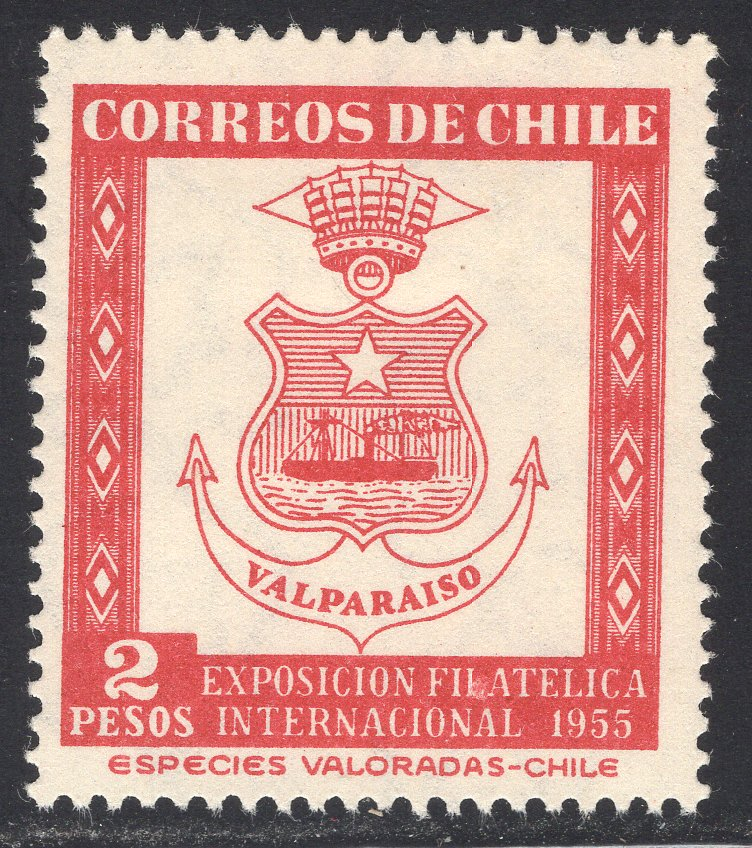 CORREOS DE CHILE
VALPARAISO
2
PESOS
EXPOSICION FILATELICA
INTERNACIONAL 1955
ESPECIES VALORADAS-CHILE